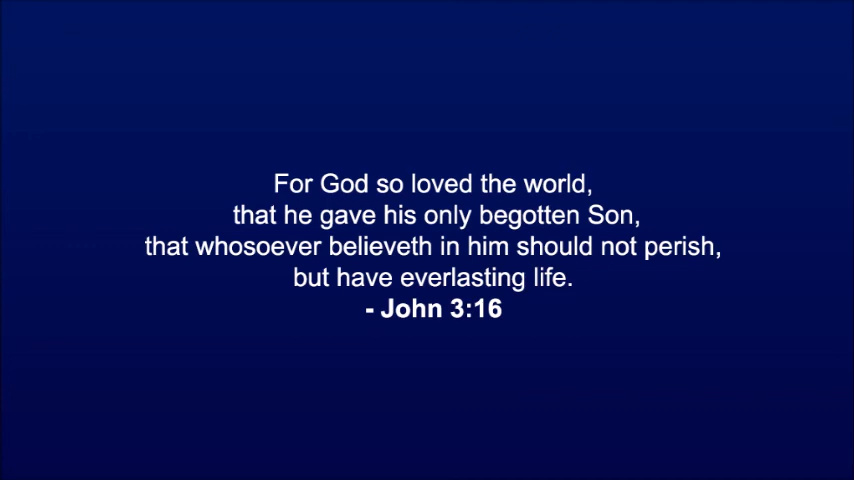 For God so loved the world,
that he gave his only begotten Son,
that whosoever believeth in him should not perish,
but have everlasting life.
- John 3:16